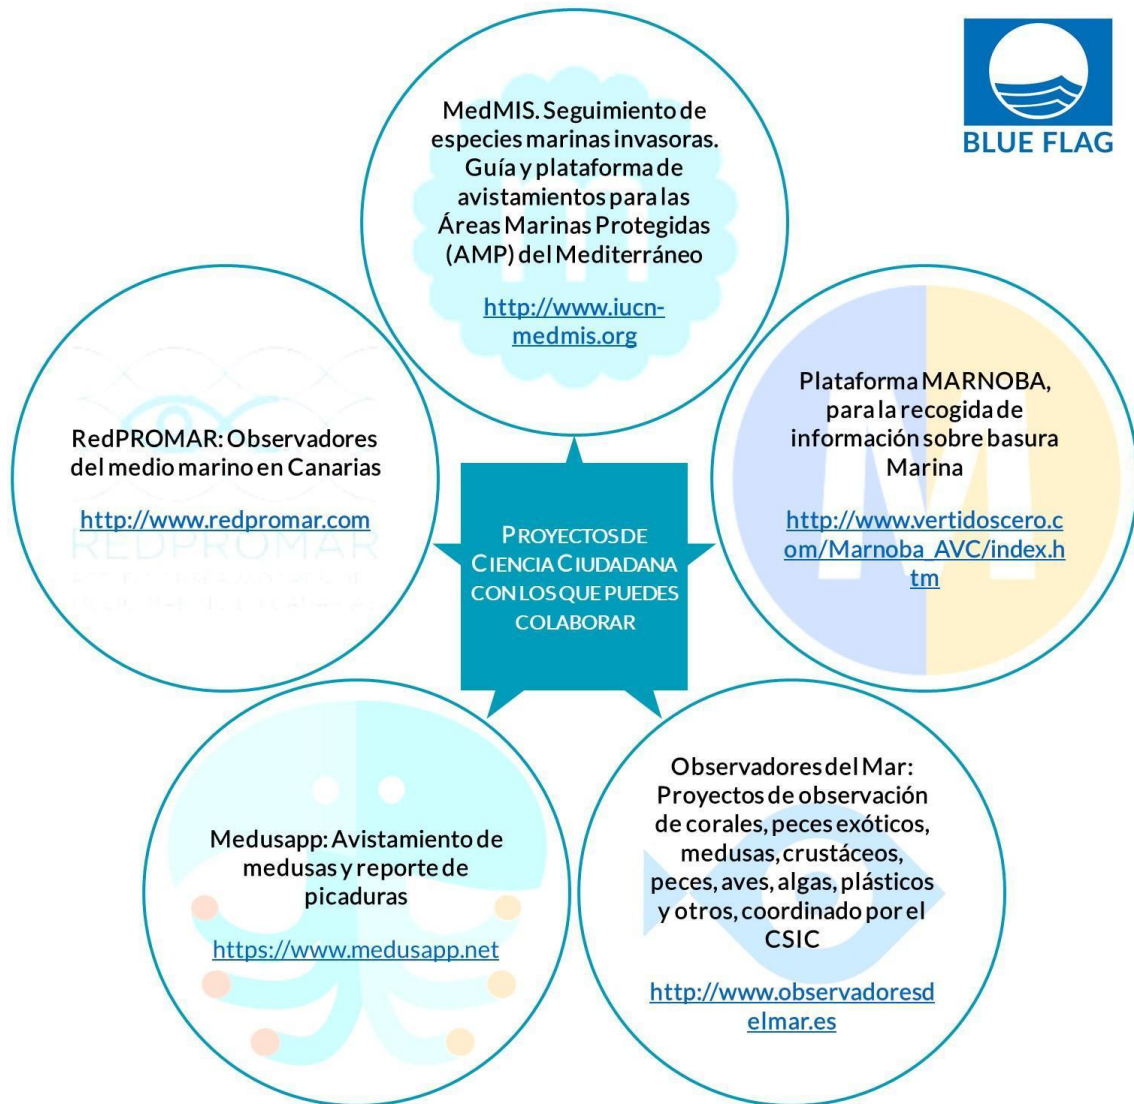 BLUE FLAG
MedMIS. Seguimiento de
especies marinas invasoras.
Guía y plataforma de
avistamientos para las
Áreas Marinas Protegidas
(AMP) del Mediterráneo
http://www.iucn-
medmis.org
Plataforma MARNOBA,
para la recogida de
información sobre basura
Marina
http://www.vertidoscero.c
om/Marnoba_AVC/index.h
tm
RedPROMAR: Observadores
del medio marino en Canarias
http://www.redpromar.com
REDPROMAR
PROYECTOS DE
CIENCIA CIUDADANA
CON LOS QUE PUEDES
COLABORAR
Medusapp: Avistamiento de
medusas y reporte de
picaduras
https://www.medusapp.net
Observadores del Mar:
Proyectos de observación
de corales, peces exóticos,
medusas, crustáceos,
peces, aves, algas, plásticos
y otros, coordinado por el
CSIC
http://www.observadoresd
elmar.es